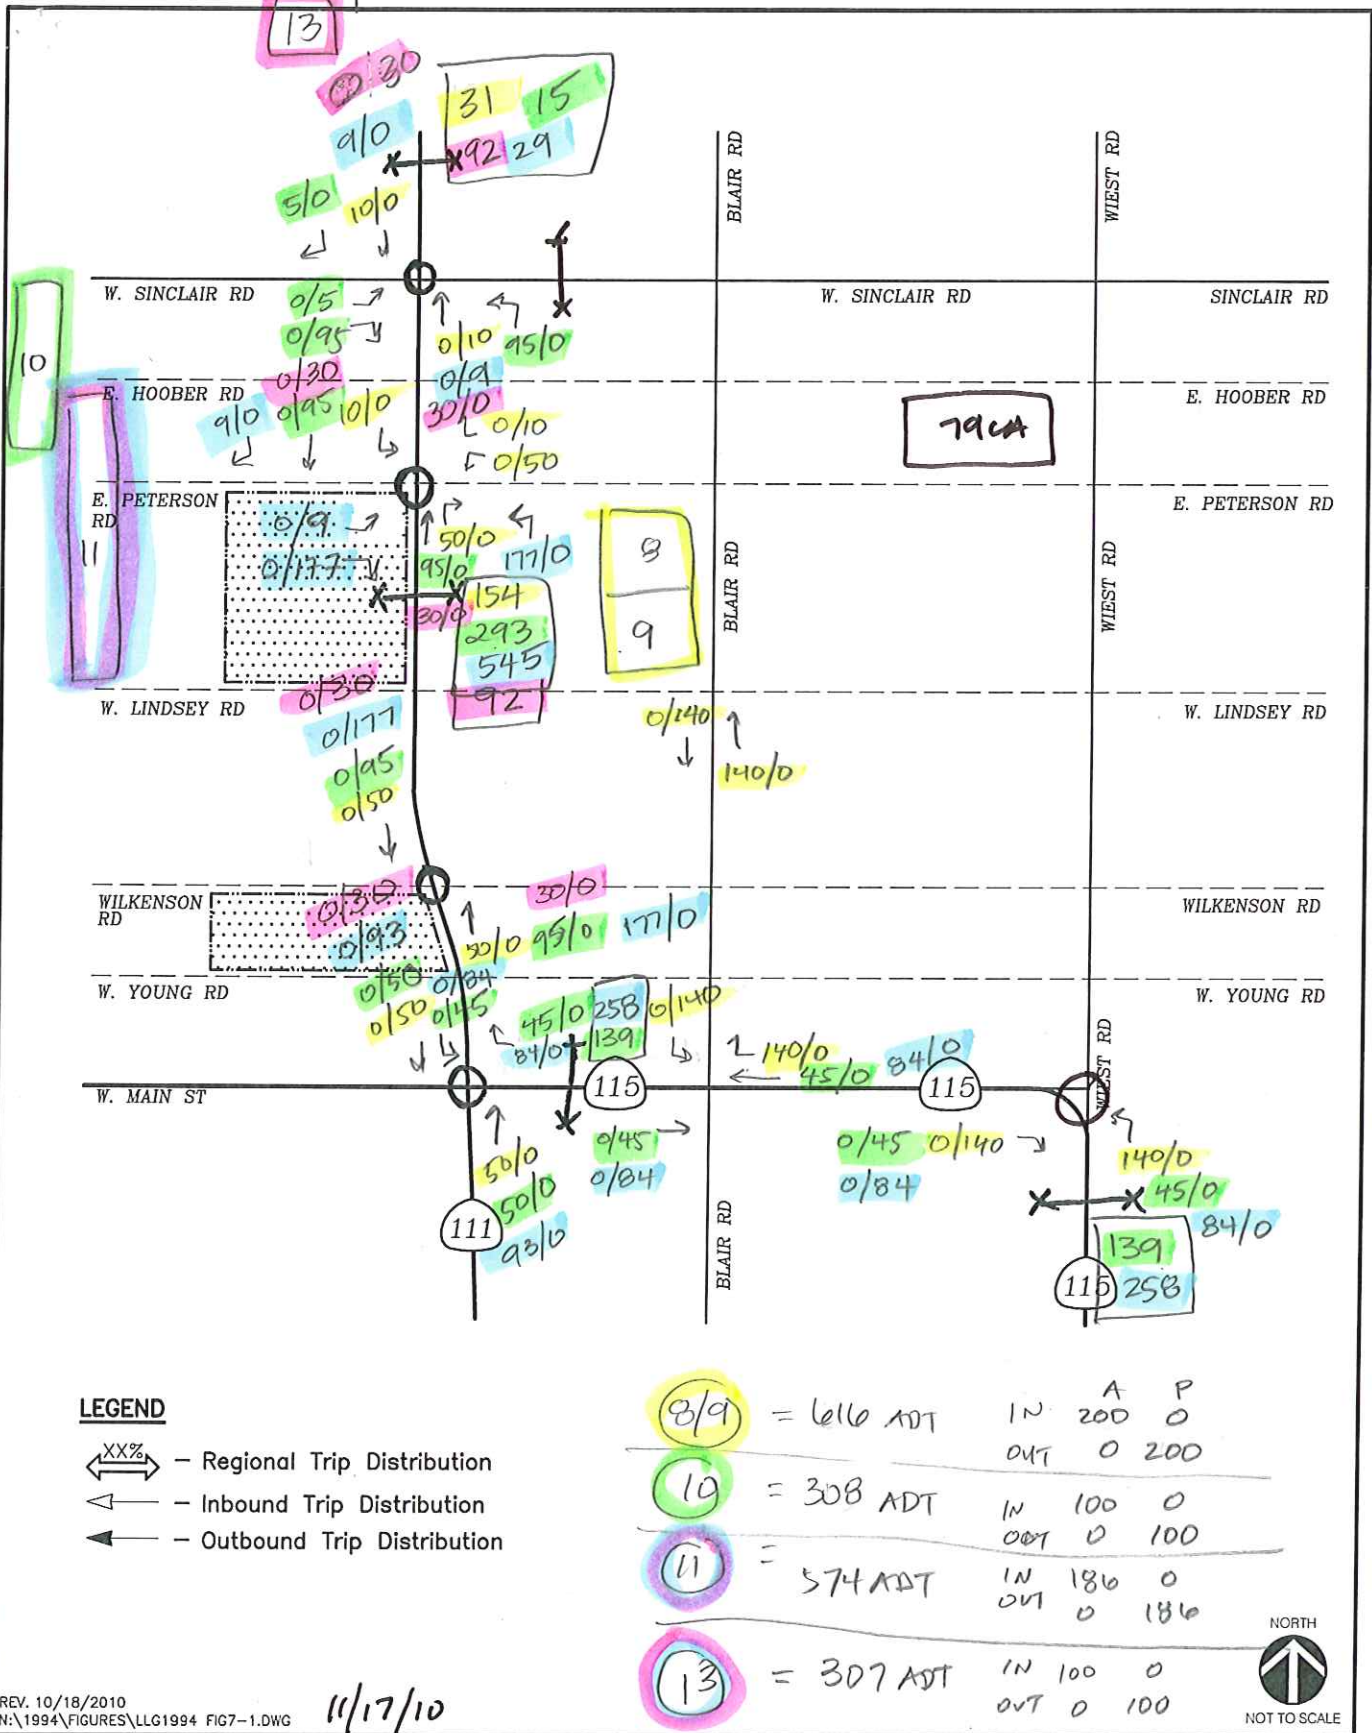 13
0/30
31 15
9/0
92 29
BLAIR RD
WIEST RD
5/0 10/0
W. SINCLAIR RD
W. SINCLAIR RD
SINCLAIR RD
0/5
0/95
0/10 95/0
10
0/30
0/9
E. HOOBER RD
E. HOOBER RD
9/0 0/95 10/0
30/0
0/10
0/50
E. PETERSON
RD
E. PETERSON RD
11
0/9
0/177
50/0
95/0 177/0
30/0
154
293
545
92
8
9
BLAIR RD
WIEST RD
W. LINDSEY RD
W. LINDSEY RD
0/30
0/177
0/95
0/50
0/140
140/0
WILKENSON
RD
WILKENSON RD
0/30
0/93
30/0
50/0 95/0 177/0
W. YOUNG RD
W. YOUNG RD
0/50 0/84
0/50 0/45
45/0 258 0/140
84/0 139
140/0 84/0
45/0
WIEST RD
W. MAIN ST
115
115
0/45
0/84
0/45 0/140
0/84
50/0
50/0
93/0
111
BLAIR RD
140/0
45/0
84/0
139
258
115
LEGEND
XX% – Regional Trip Distribution
– Inbound Trip Distribution
– Outbound Trip Distribution
A P
8/9 = 616 ADT IN 200 0
OUT 0 200
10 = 308 ADT IN 100 0
OUT 0 100
11 = 574 ADT IN 186 0
OUT 0 186
13 = 307 ADT IN 100 0
OUT 0 100
NORTH
NOT TO SCALE
REV. 10/18/2010
N:\1994\FIGURES\LLG1994 FIG7-1.DWG
11/17/10